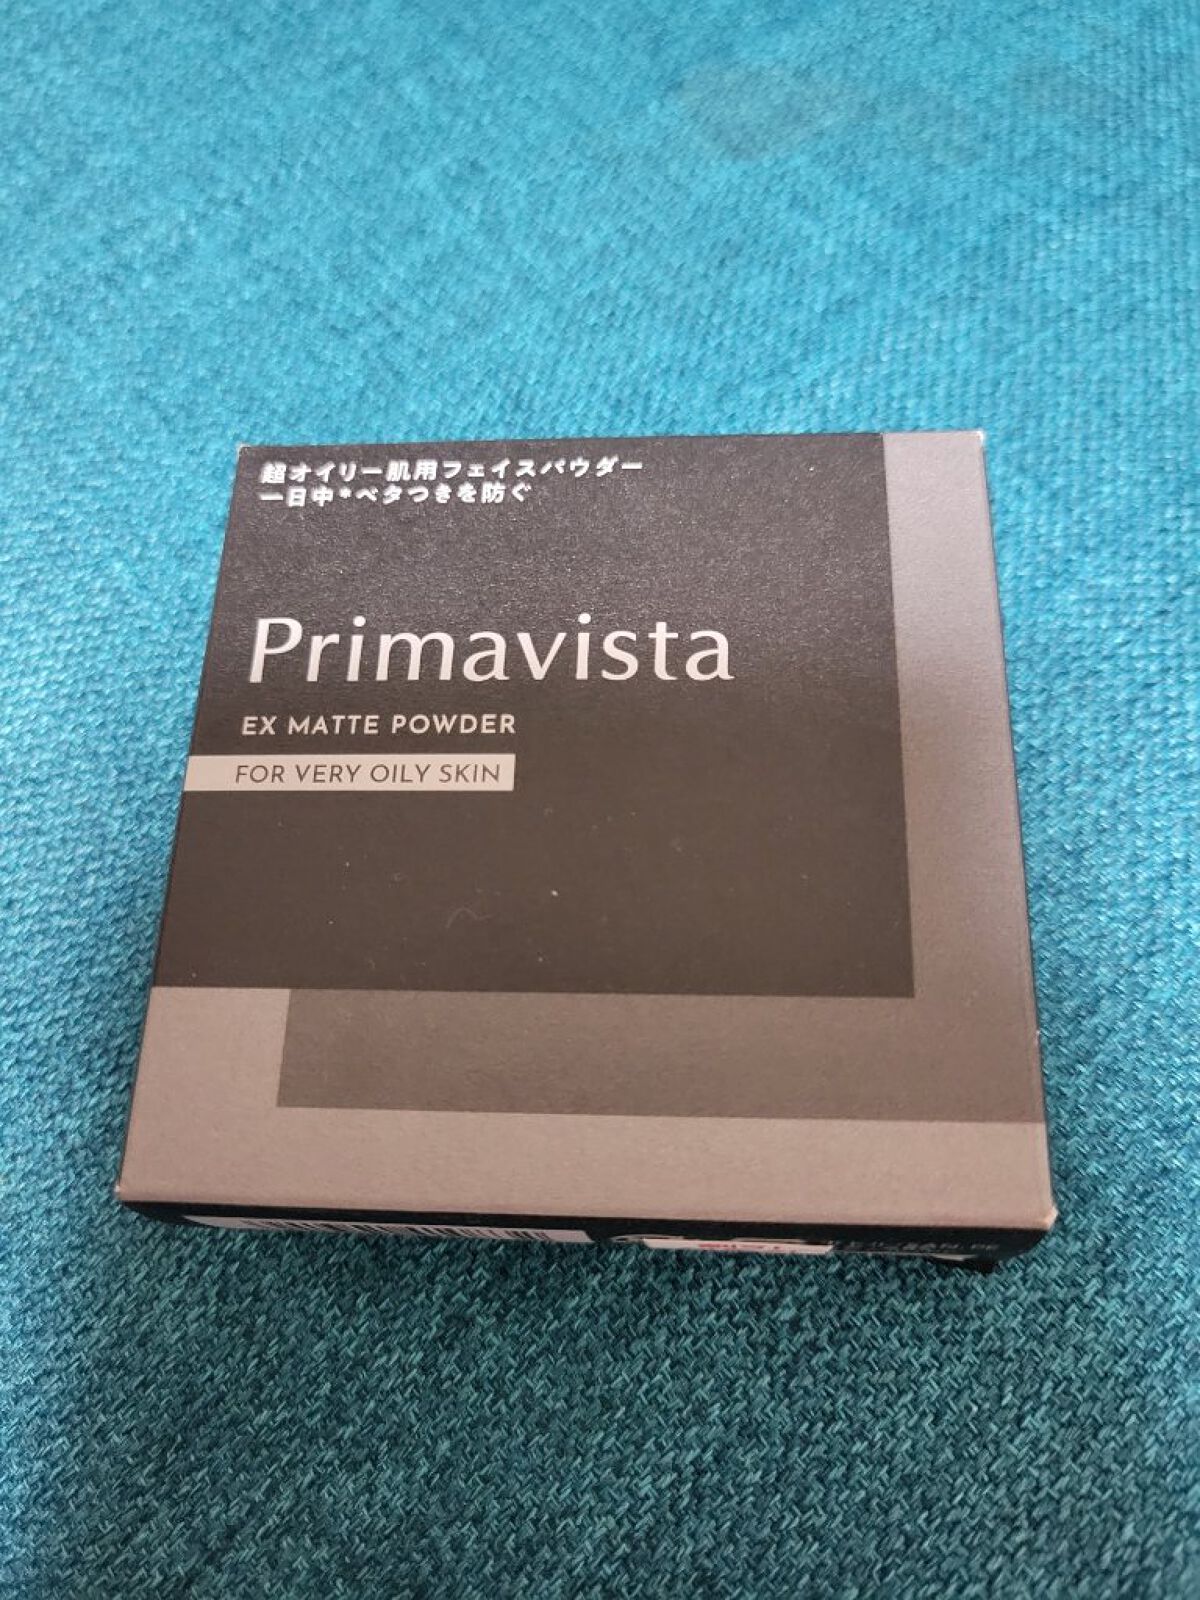 超オイリー肌用フェイスパウダー
一日中*ベタつきを防ぐ
Primavista
EX MATTE POWDER
FOR VERY OILY SKIN